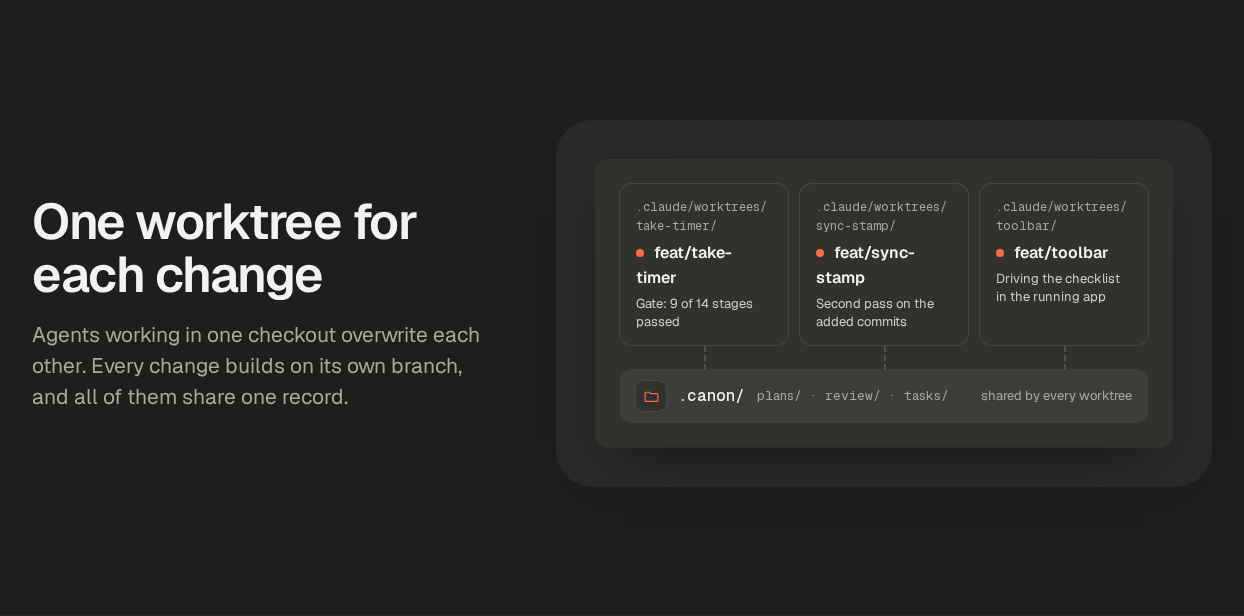 One worktree for
each change
Agents working in one checkout overwrite each
other. Every change builds on its own branch,
and all of them share one record.
.claude/worktrees/
take-timer/
feat/take-
timer
Gate: 9 of 14 stages
passed
.claude/worktrees/
sync-stamp/
feat/sync-
stamp
Second pass on the
added commits
.claude/worktrees/
toolbar/
feat/toolbar
Driving the checklist
in the running app
.canon/ plans/ · review/ · tasks/ shared by every worktree